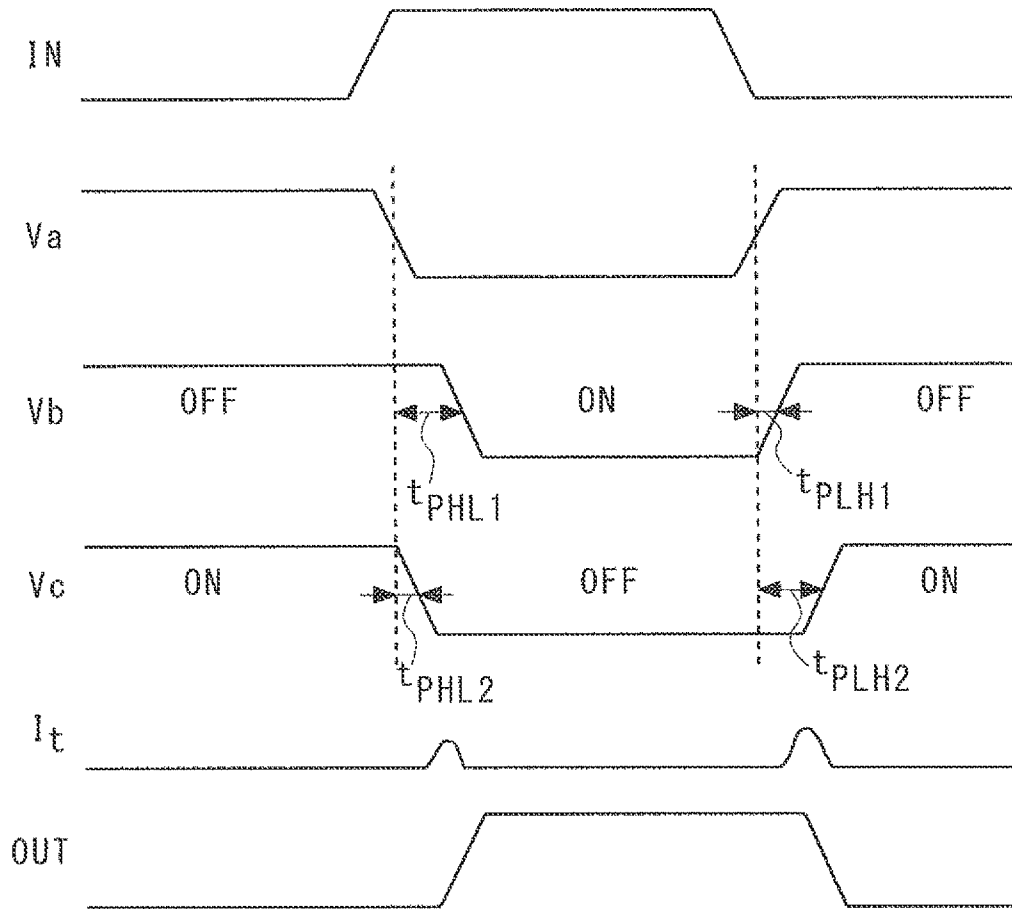 IN
Va
Vb OFF ON OFF
tPHL1 tPLH1
Vc ON OFF ON
tPHL2 tPLH2
It
OUT